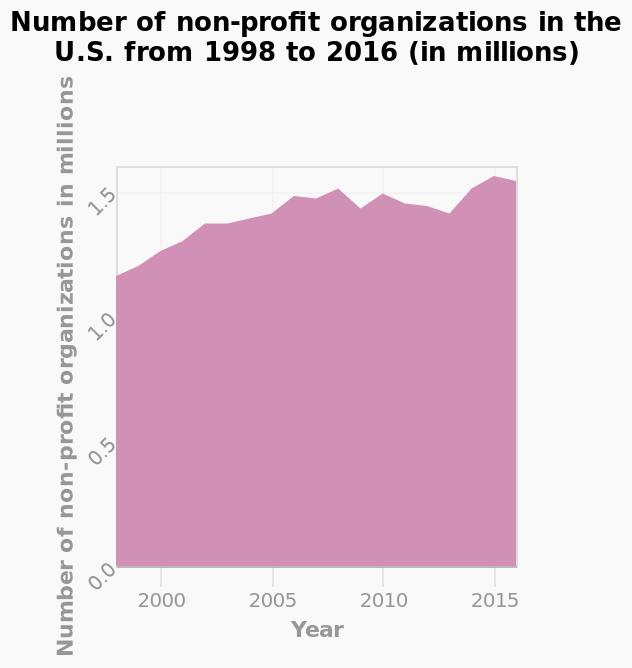 Number of non-profit organizations in the
U.S. from 1998 to 2016 (in millions)
Number of non-profit organizations in millions
1.5
1.0
0.5
0.0
2000
2005
2010
2015
Year